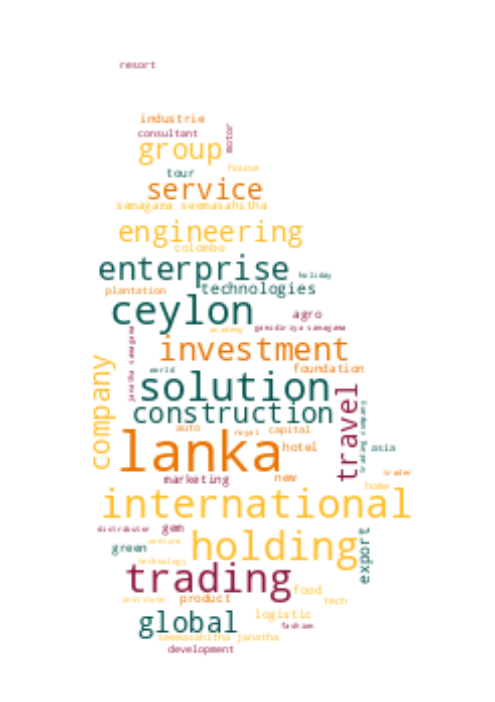 resort
industrie
consultant
motor
group
house
tour
service
samagama seemasahitha
engineering
colombo
enterprise
holiday
plantation
technologies
ceylon
agro
academy
gamidiriya samagama
janatha samagama
investment
world
foundation
company
solution
travel
construction
trading company
auto
royal
capital
lanka
hotel
asia
marketing
new
trader
home
international
distributor
gem
export
venture
green
holding
technology
trading
food
institute
product
tech
global
logistic
fashion
seemasahitha janatha
development